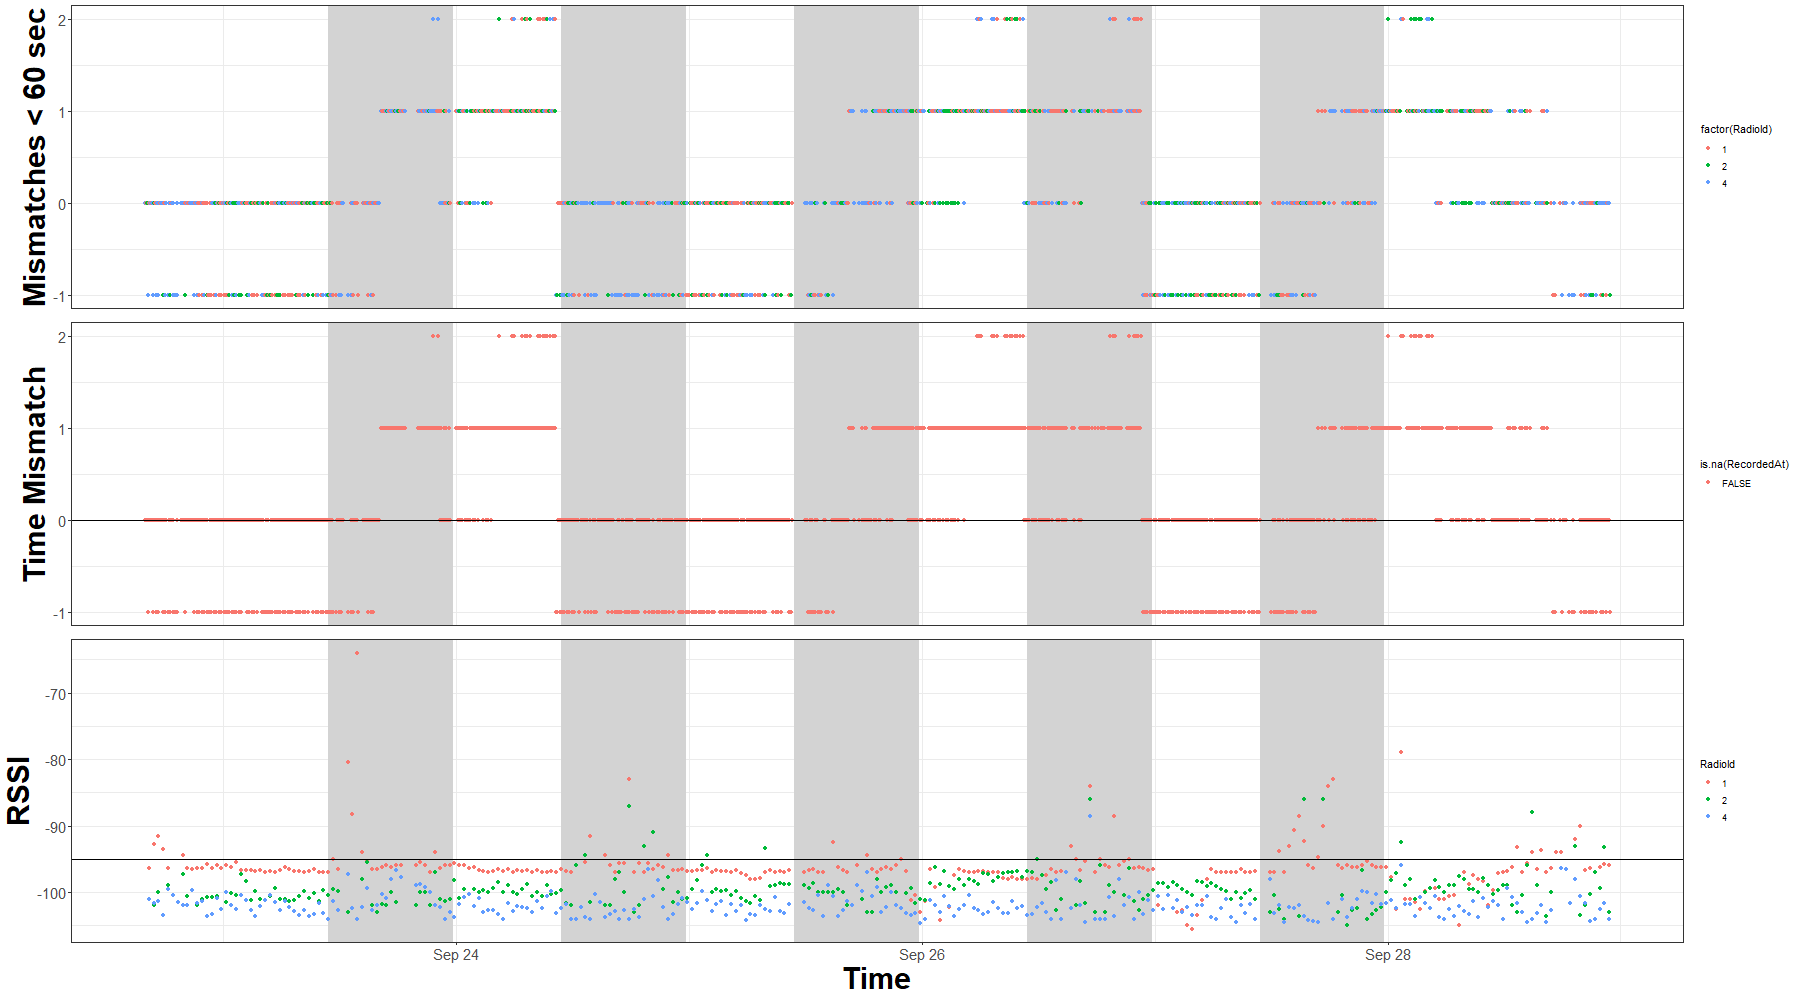 Mismatches < 60 sec
2
1
0
-1
factor(RadioId)
1
2
4
Time Mismatch
2
1
0
-1
is.na(RecordedAt)
FALSE
RSSI
-70
-80
-90
-100
RadioId
1
2
4
Sep 24
Sep 26
Sep 28
Time